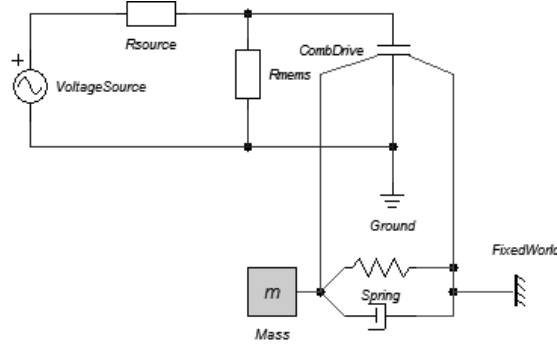 Rsource
CombDrive
+
VoltageSource
Rmems
Ground
FixedWorld
m
Spring
Mass